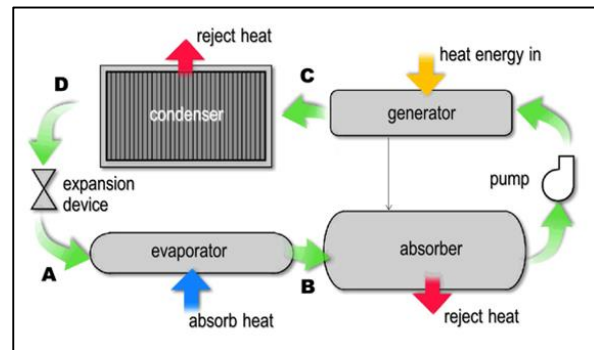 reject heat
heat energy in
D
C
condenser
generator
pump
expansion
device
evaporator
absorber
A
B
absorb heat
reject heat